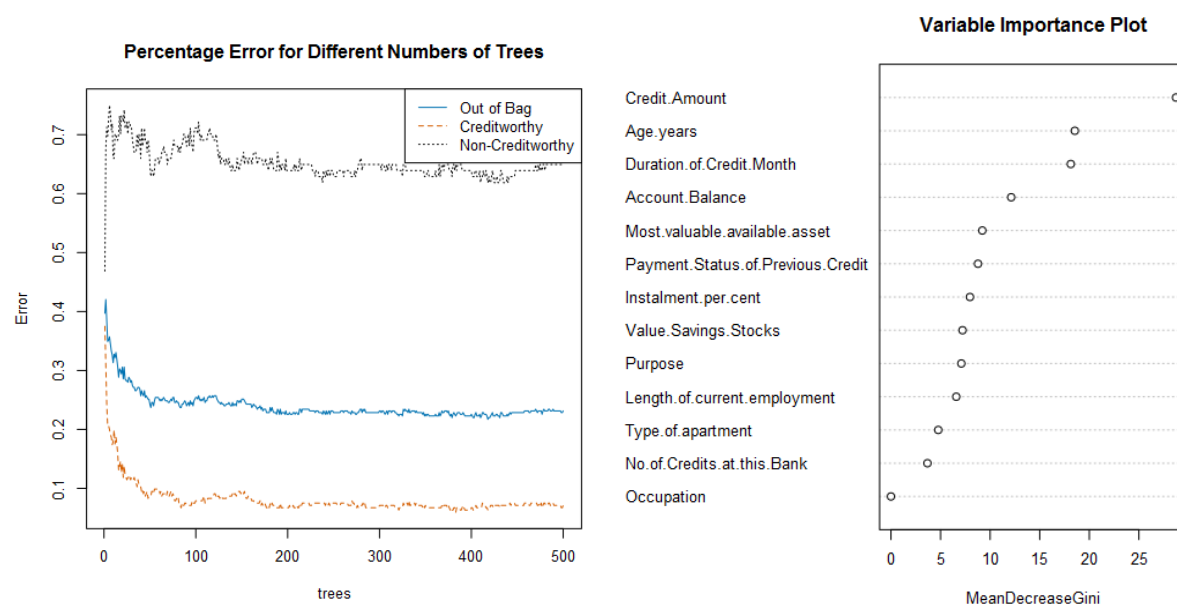 Percentage Error for Different Numbers of Trees
Out of Bag
Creditworthy
Non-Creditworthy
0.7
0.6
0.5
0.4
0.3
0.2
0.1
Error
0 100 200 300 400 500
trees
Variable Importance Plot
Credit.Amount
Age.years
Duration.of.Credit.Month
Account.Balance
Most.valuable.available.asset
Payment.Status.of.Previous.Credit
Instalment.per.cent
Value.Savings.Stocks
Purpose
Length.of.current.employment
Type.of.apartment
No.of.Credits.at.this.Bank
Occupation
0 5 10 15 20 25
MeanDecreaseGini